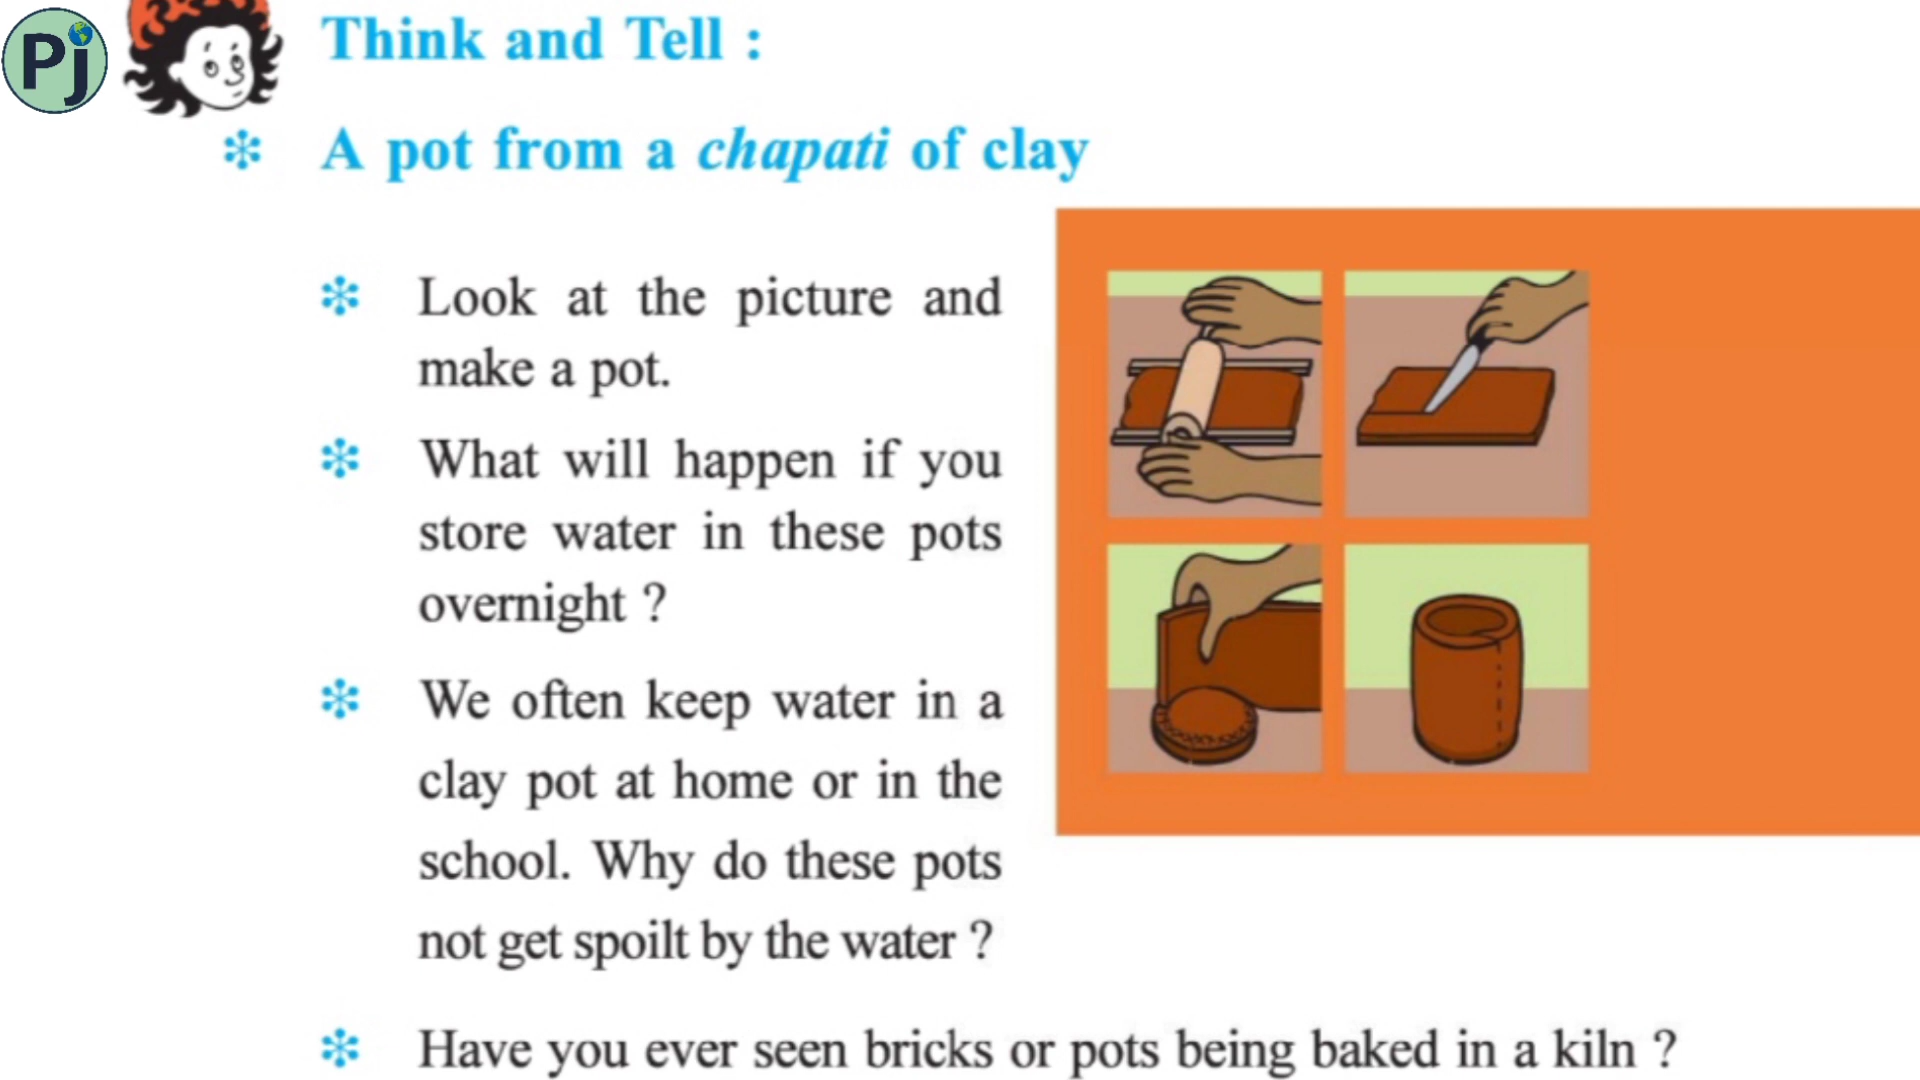 Pj
Think and Tell :
❇ A pot from a chapati of clay
❇ Look at the picture and
make a pot.
❇ What will happen if you
store water in these pots
overnight ?
❇ We often keep water in a
clay pot at home or in the
school. Why do these pots
not get spoilt by the water ?
❇ Have you ever seen bricks or pots being baked in a kiln ?